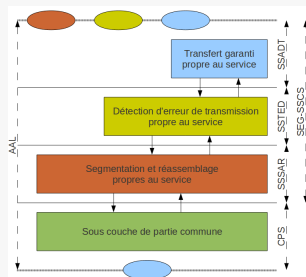 Transfert garanti
propre au service
Détection d'erreur de transmission
propre au service
Segmentation et réassemblage
propres au service
Sous couche de partie commune
AAL
SSADT
SSTED
SSSAR
CPS
SEG-SSCS